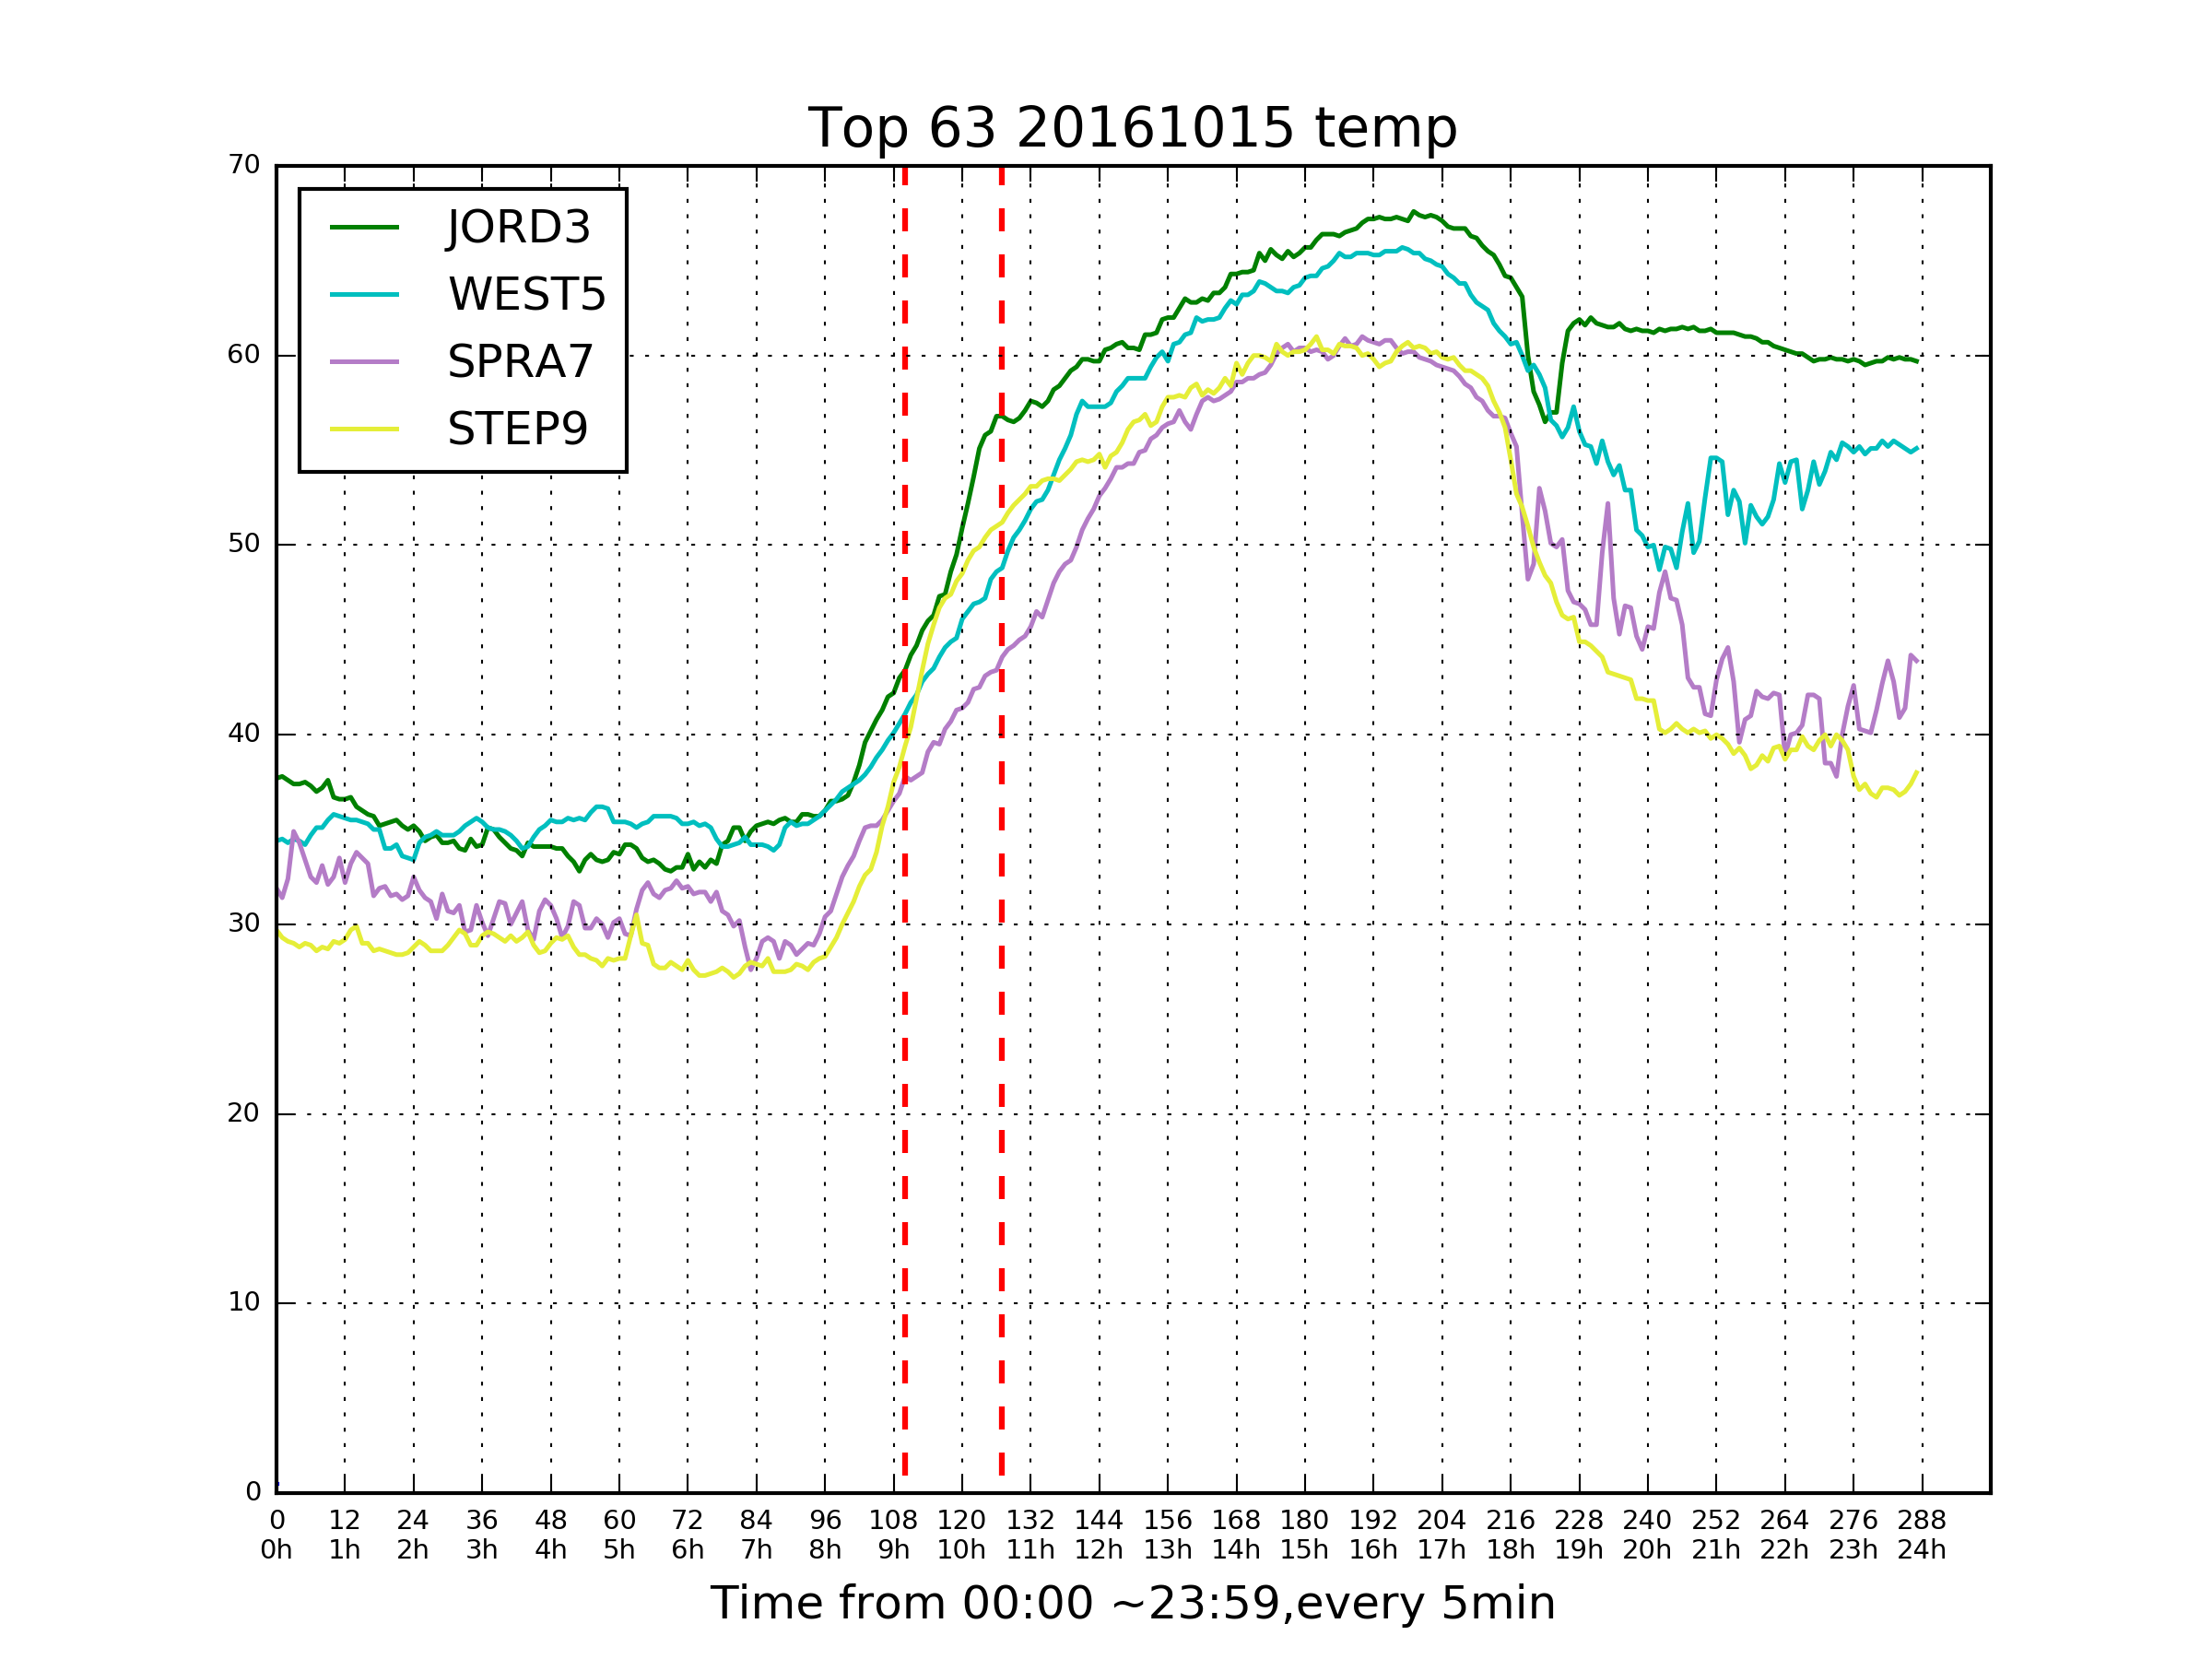 Top 63 20161015 temp
70
60
50
40
30
20
10
0
JORD3
WEST5
SPRA7
STEP9
0 12 24 36 48 60 72 84 96 108 120 132 144 156 168 180 192 204 216 228 240 252 264 276 288
0h 1h 2h 3h 4h 5h 6h 7h 8h 9h 10h 11h 12h 13h 14h 15h 16h 17h 18h 19h 20h 21h 22h 23h 24h
Time from 00:00 ~23:59,every 5min